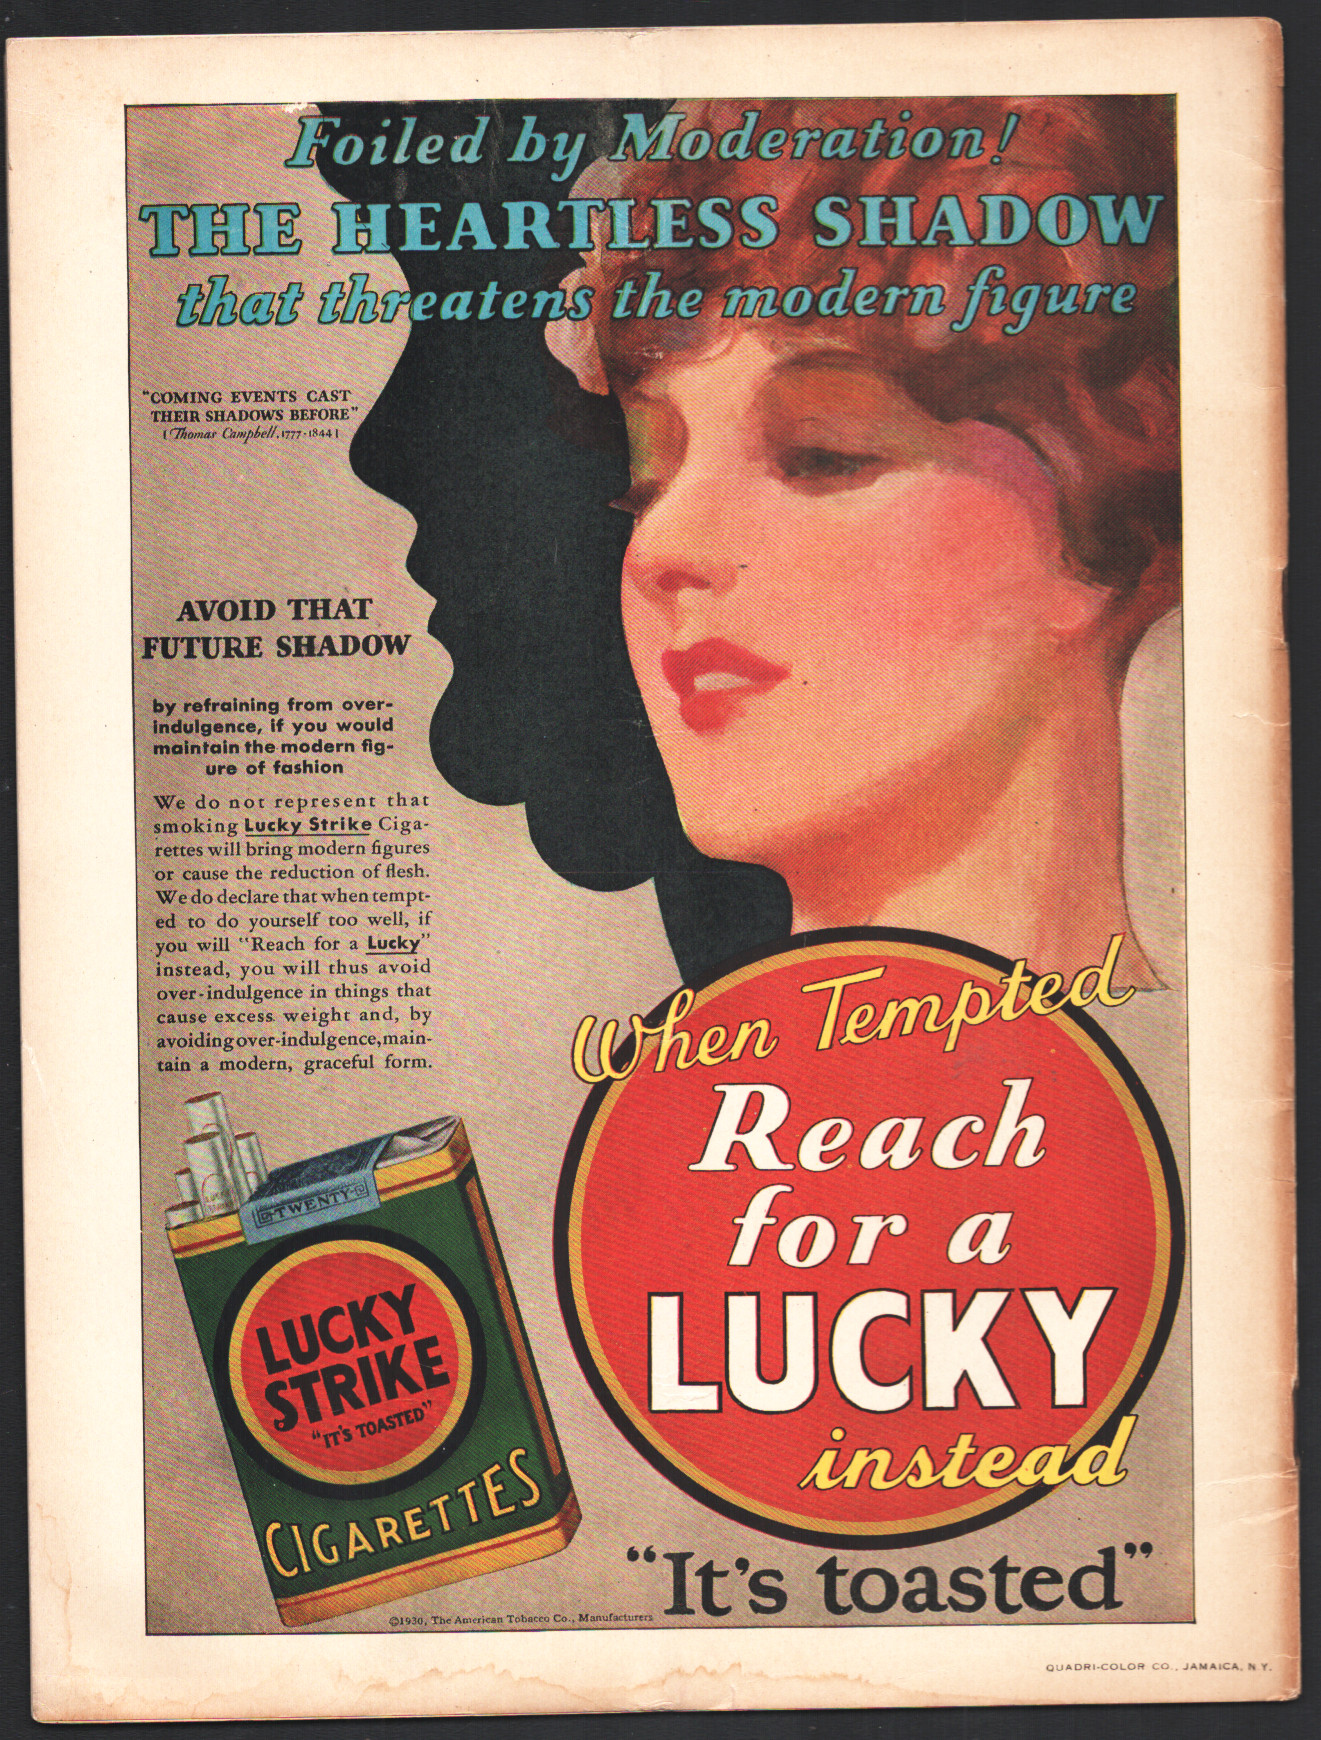 Foiled by Moderation!
THE HEARTLESS SHADOW
that threatens the modern figure
"COMING EVENTS CAST
THEIR SHADOWS BEFORE"
(Thomas Campbell, 1777-1844)
AVOID THAT
FUTURE SHADOW
by refraining from over-
indulgence, if you would
maintain the modern fig-
ure of fashion
We do not represent that
smoking Lucky Strike Ciga-
rettes will bring modern figures
or cause the reduction of flesh.
We do declare that when tempt-
ed to do yourself too well, if
you will "Reach for a Lucky"
instead, you will thus avoid
over-indulgence in things that
cause excess weight and, by
avoiding over-indulgence, main-
tain a modern, graceful form.
When Tempted
Reach
for a
LUCKY
instead
"It's toasted"
TWENTY
LUCKY
STRIKE
"IT'S TOASTED"
CIGARETTES
©1930, The American Tobacco Co., Manufacturers
QUADRI-COLOR CO., JAMAICA, N.Y.